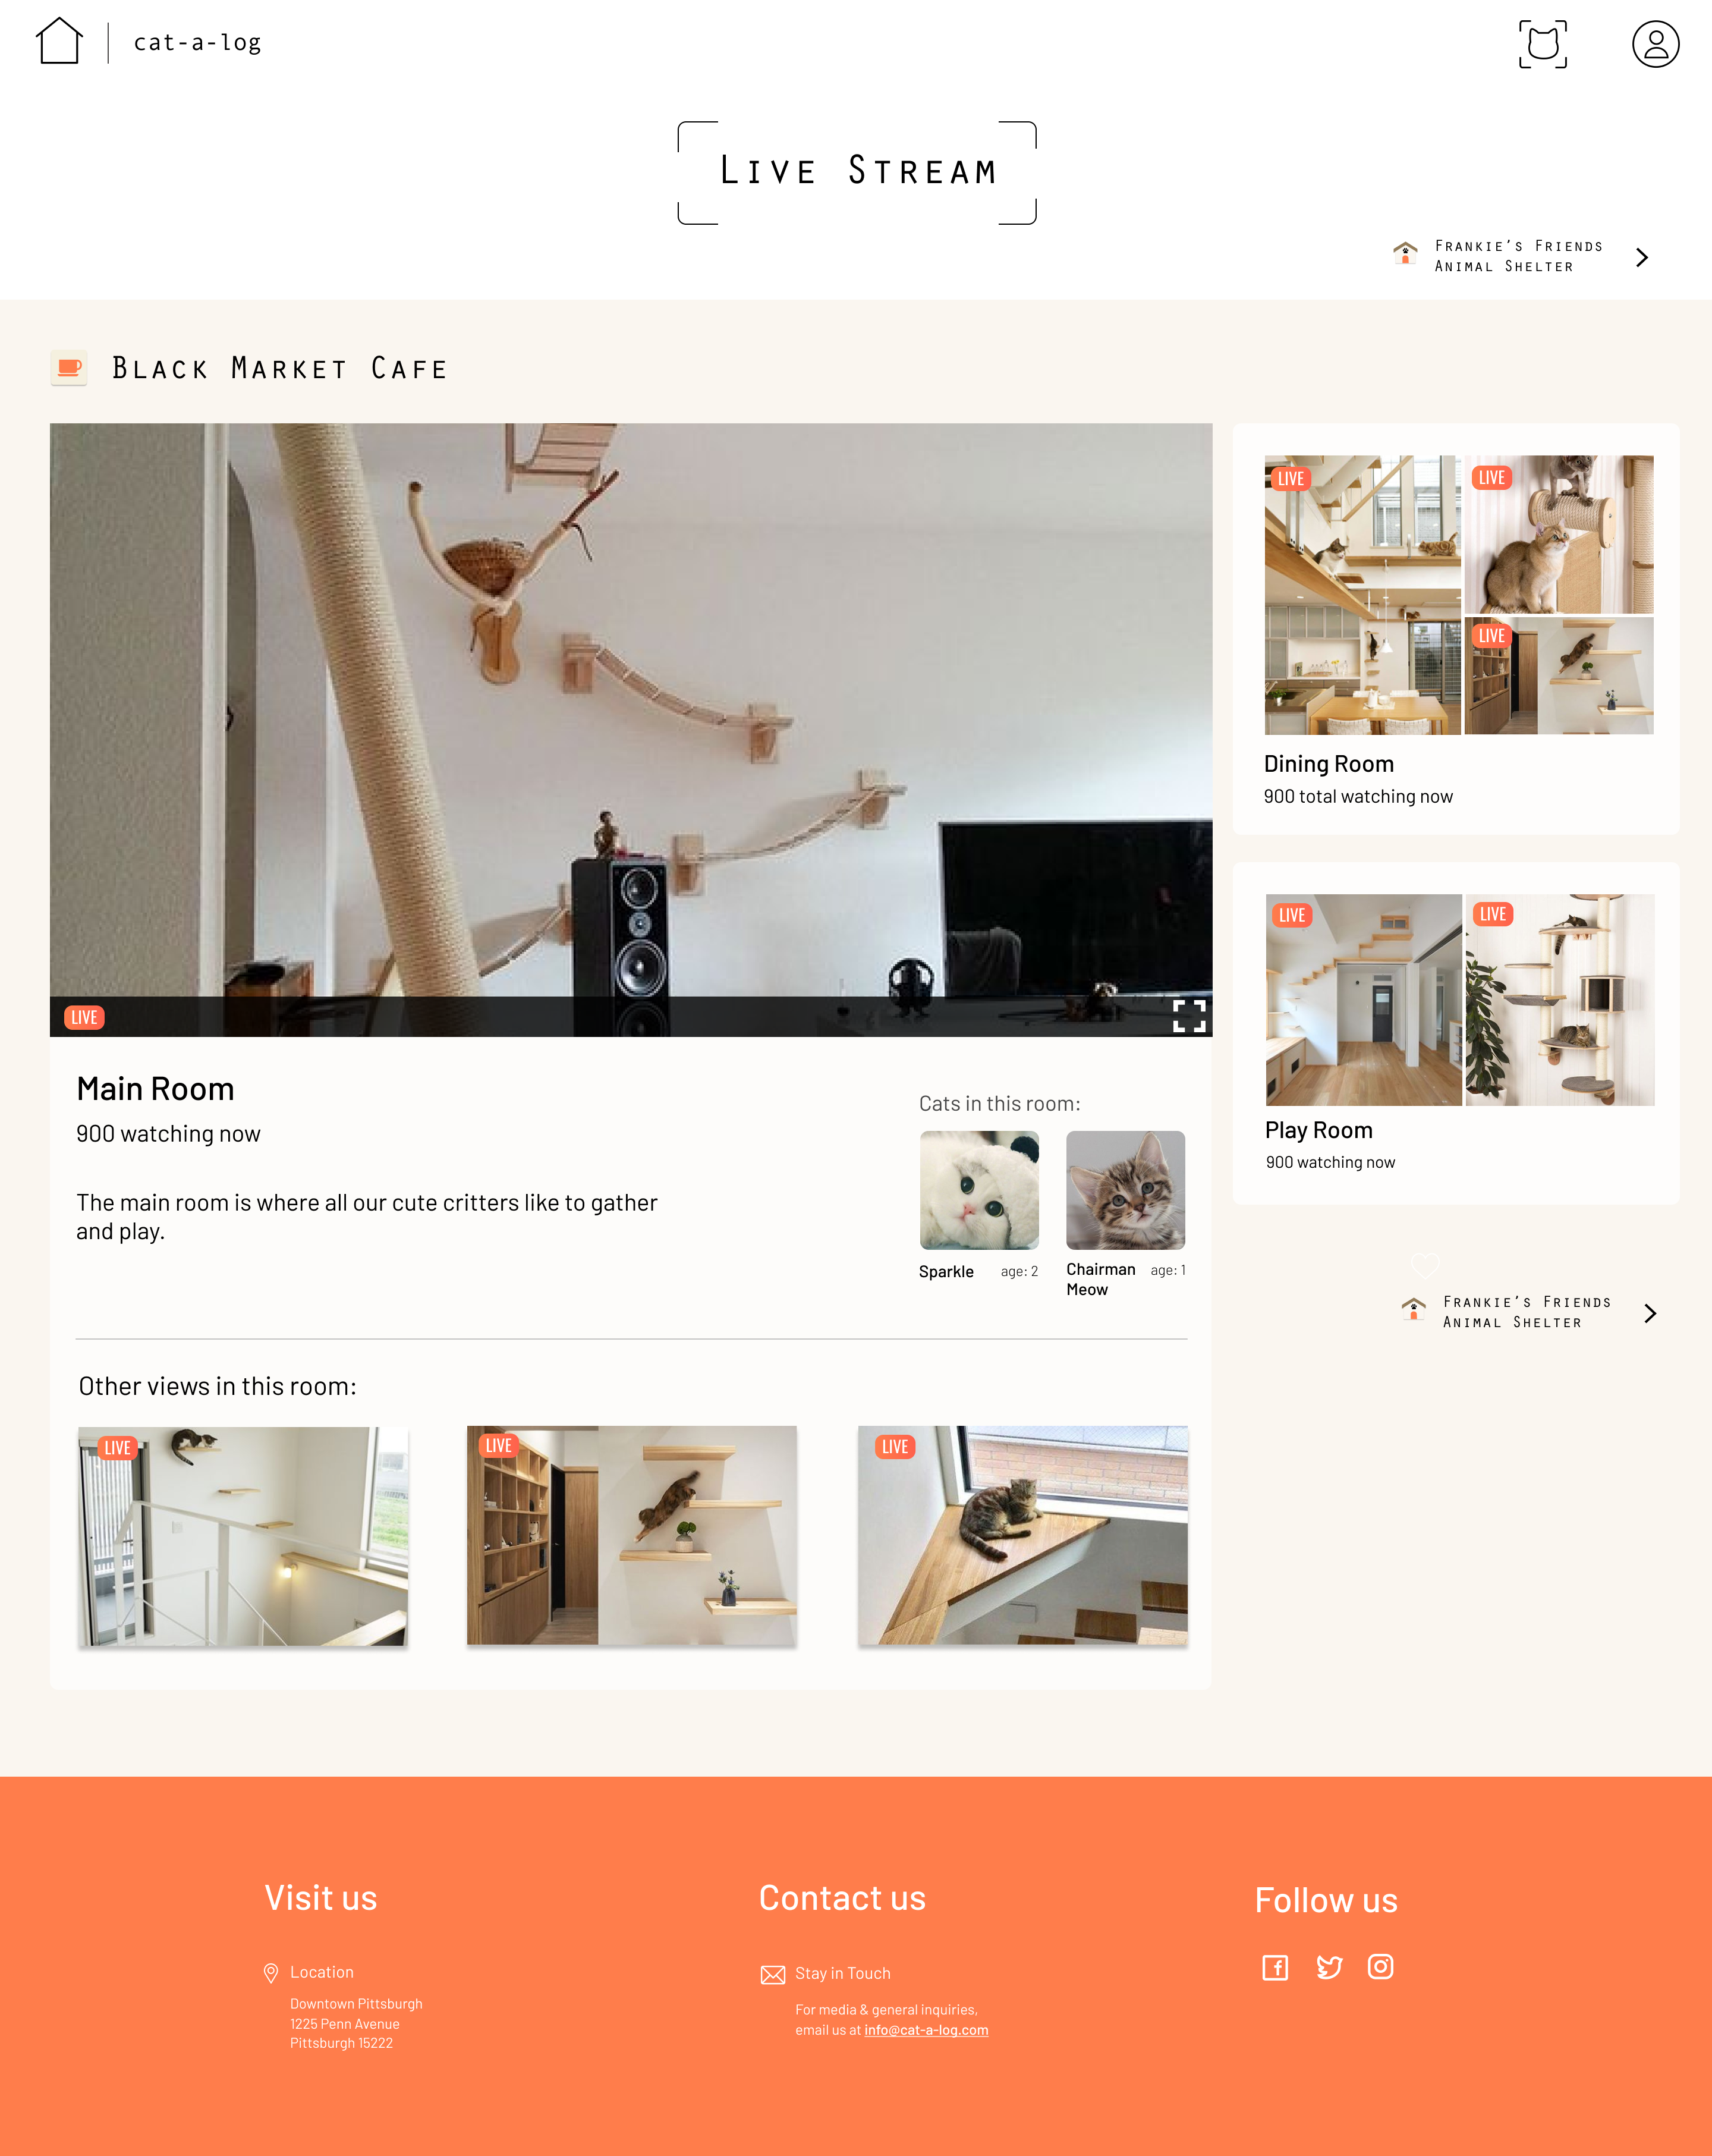 cat-a-log
Live Stream
Frankie's Friends
Animal Shelter
Black Market Cafe
LIVE
Main Room
900 watching now
The main room is where all our cute critters like to gather
and play.
Cats in this room:
Sparkle age: 2
Chairman age: 1
Meow
Other views in this room:
LIVE
LIVE
LIVE
LIVE
LIVE
LIVE
Dining Room
900 total watching now
LIVE
LIVE
Play Room
900 watching now
Frankie's Friends
Animal Shelter
Visit us
Location
Downtown Pittsburgh
1225 Penn Avenue
Pittsburgh 15222
Contact us
Stay in Touch
For media & general inquiries,
email us at info@cat-a-log.com
Follow us